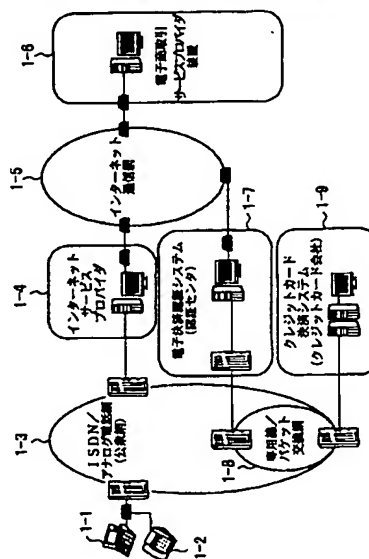 1-1
1-2
1-3
ISDN/
アナログ電話網
(公衆網)
1-4
インターネット
サービス
プロバイダ
1-5
インターネット
通信網
1-6
電子商取引
サービスプロバイダ
装置
1-7
電子決済認証システム
(認証センタ)
1-8
専用線/
パケット
交換網
1-9
クレジットカード
決済システム
(クレジットカード会社)